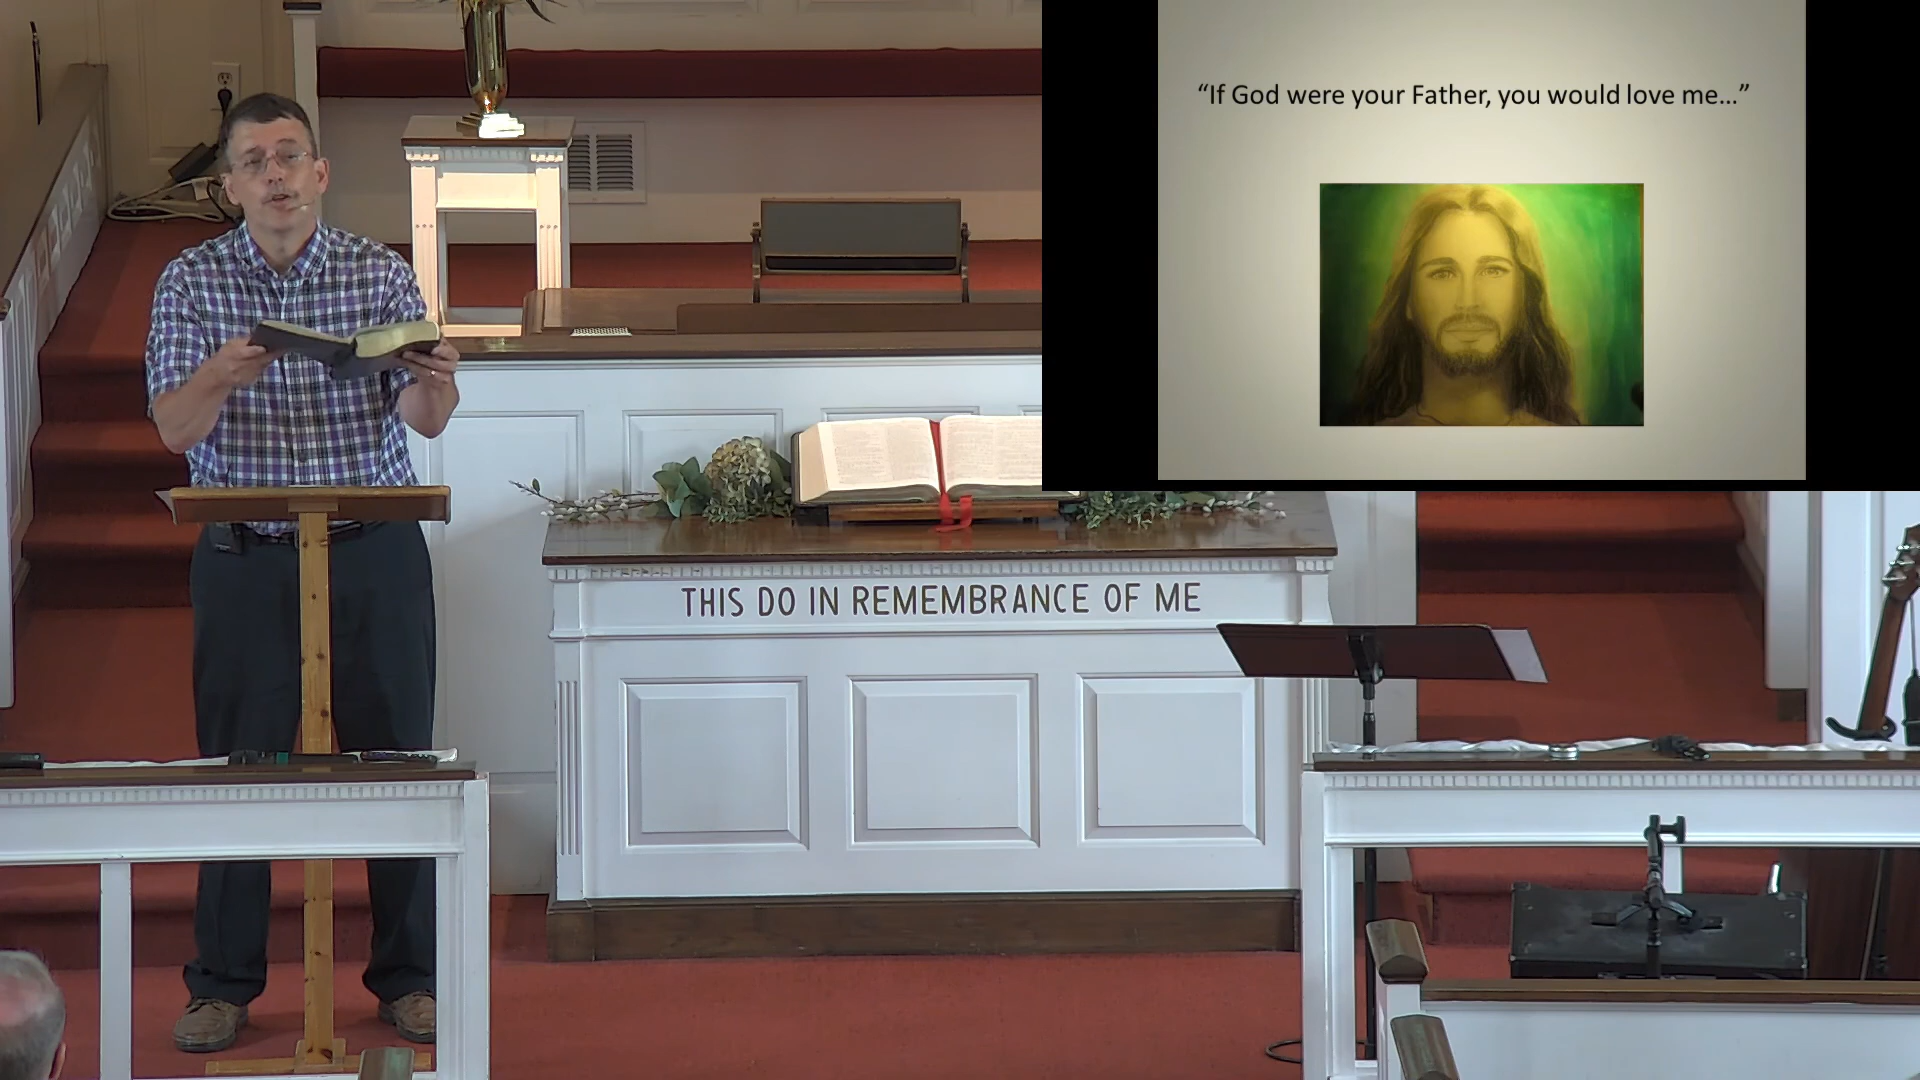 “If God were your Father, you would love me...”
THIS DO IN REMEMBRANCE OF ME